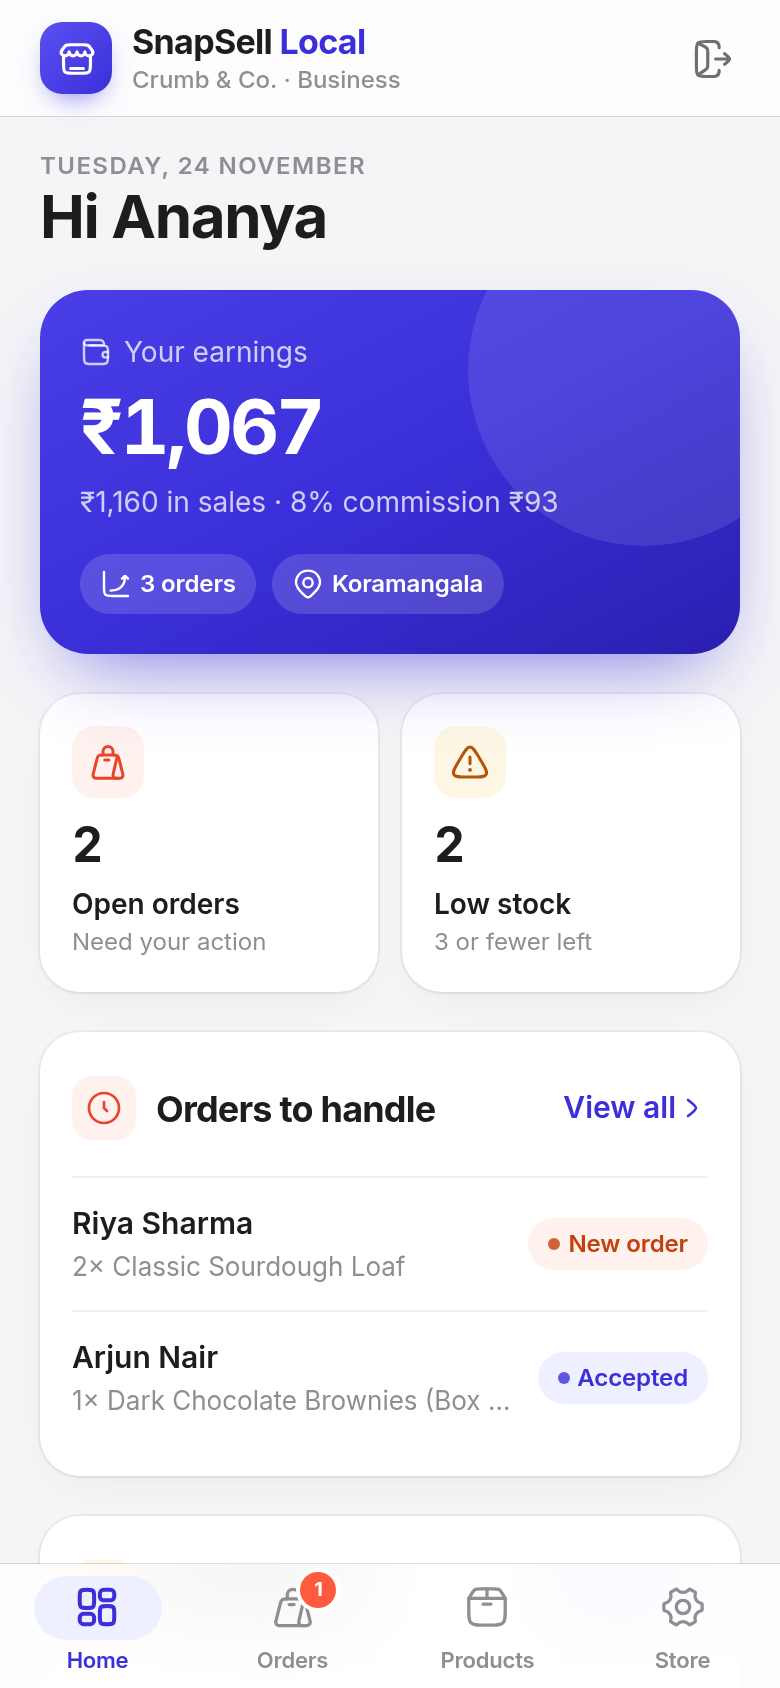 SnapSell Local
Crumb & Co. · Business
TUESDAY, 24 NOVEMBER
Hi Ananya
Your earnings
₹1,067
₹1,160 in sales · 8% commission ₹93
3 orders
Koramangala
2
Open orders
Need your action
2
Low stock
3 or fewer left
Orders to handle
View all
Riya Sharma
2× Classic Sourdough Loaf
New order
Arjun Nair
1× Dark Chocolate Brownies (Box ...
Accepted
1
Home
Orders
Products
Store